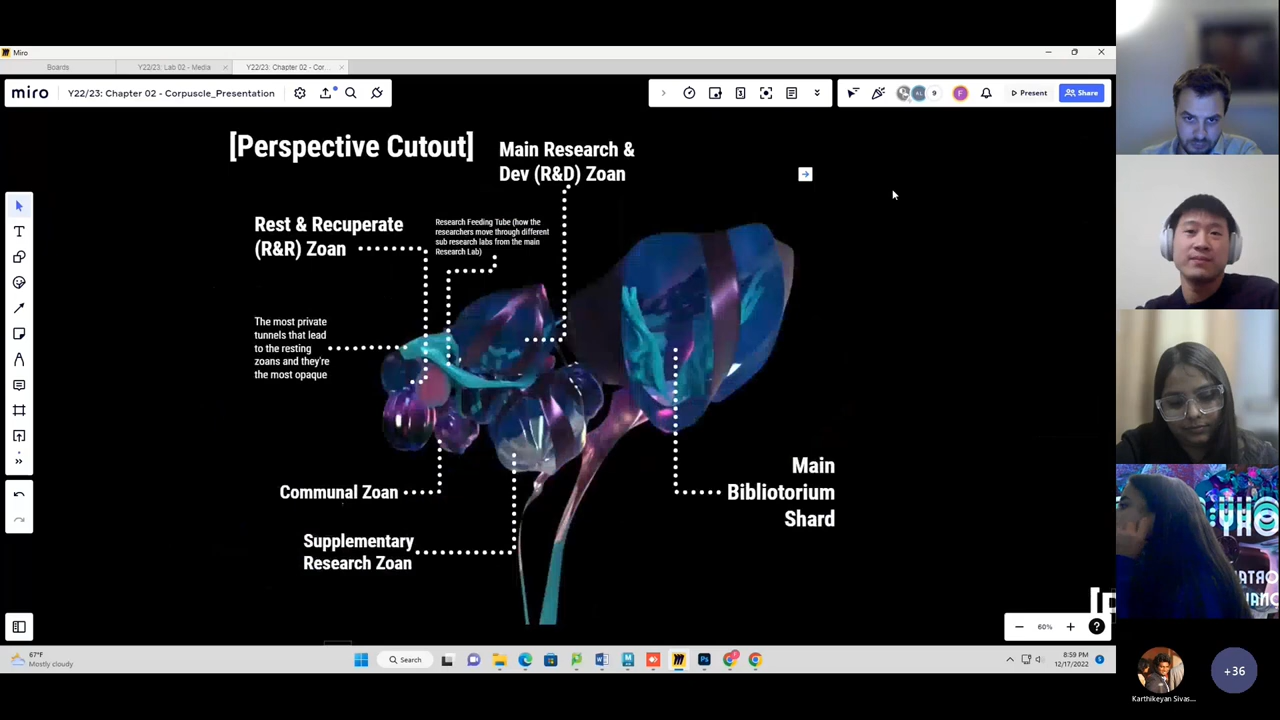 Miro
Boards
Y22/23: Lab 02 - Media
Y22/23: Chapter 02 - Cor...
miro
Y22/23: Chapter 02 - Corpuscle_Presentation
3
9
F
Present
Share
[Perspective Cutout]
Main Research &
Dev (R&D) Zoan
Rest & Recuperate
(R&R) Zoan
Research Feeding Tube (how the
researchers move through different
sub research labs from the main
Research Lab)
The most private
tunnels that lead
to the resting
zoans and they're
the most opaque
Communal Zoan
Supplementary
Research Zoan
Main
Bibliotorium
Shard
60%
?
67°F
Mostly cloudy
Search
8:59 PM
12/17/2022
Karthikeyan Sivas...
+36